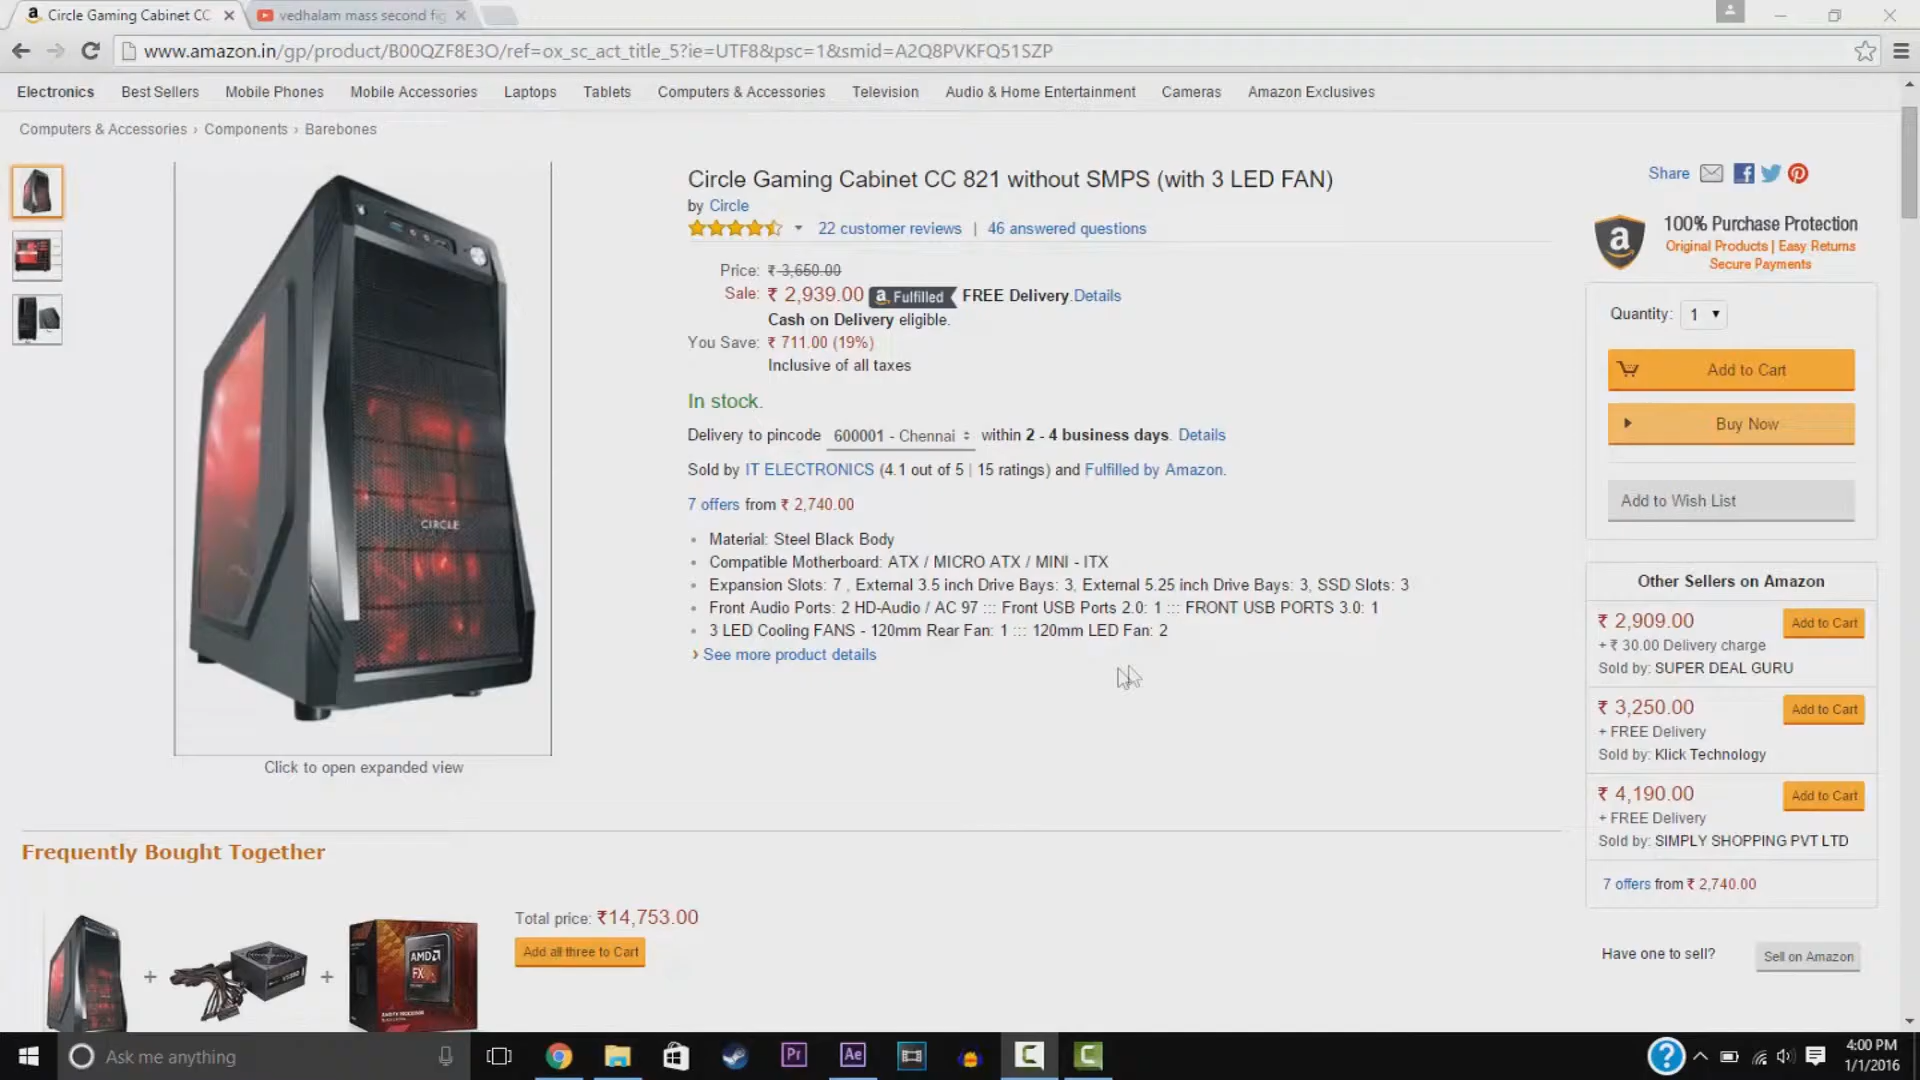 Circle Gaming Cabinet CC
vedhalam mass second fig
www.amazon.in/gp/product/B00QZF8E3O/ref=ox_sc_act_title_5?ie=UTF8&psc=1&smid=A2Q8PVKFQ51SZP
Electronics Best Sellers Mobile Phones Mobile Accessories Laptops Tablets Computers & Accessories Television Audio & Home Entertainment Cameras Amazon Exclusives
Computers & Accessories › Components › Barebones
Circle Gaming Cabinet CC 821 without SMPS (with 3 LED FAN)
by Circle
22 customer reviews | 46 answered questions
Price: ₹ 3,650.00
Sale: ₹ 2,939.00 a Fulfilled FREE Delivery.Details
Cash on Delivery eligible.
You Save: ₹ 711.00 (19%)
Inclusive of all taxes
In stock.
Delivery to pincode 600001 - Chennai within 2 - 4 business days. Details
Sold by IT ELECTRONICS (4.1 out of 5 | 15 ratings) and Fulfilled by Amazon.
7 offers from ₹ 2,740.00
• Material: Steel Black Body
• Compatible Motherboard: ATX / MICRO ATX / MINI - ITX
• Expansion Slots: 7 , External 3.5 inch Drive Bays: 3, External 5.25 inch Drive Bays: 3, SSD Slots: 3
• Front Audio Ports: 2 HD-Audio / AC 97 ::: Front USB Ports 2.0: 1 ::: FRONT USB PORTS 3.0: 1
• 3 LED Cooling FANS - 120mm Rear Fan: 1 ::: 120mm LED Fan: 2
› See more product details
CIRCLE
Click to open expanded view
Share
a
100% Purchase Protection
Original Products | Easy Returns
Secure Payments
Quantity: 1
Add to Cart
Buy Now
Add to Wish List
Other Sellers on Amazon
₹ 2,909.00 Add to Cart
+ ₹ 30.00 Delivery charge
Sold by: SUPER DEAL GURU
₹ 3,250.00 Add to Cart
+ FREE Delivery
Sold by: Klick Technology
₹ 4,190.00 Add to Cart
+ FREE Delivery
Sold by: SIMPLY SHOPPING PVT LTD
7 offers from ₹ 2,740.00
Have one to sell? Sell on Amazon
Frequently Bought Together
+ +
AMD
FX
Total price: ₹14,753.00
Add all three to Cart
Ask me anything
Pr
Ae
4:00 PM
1/1/2016